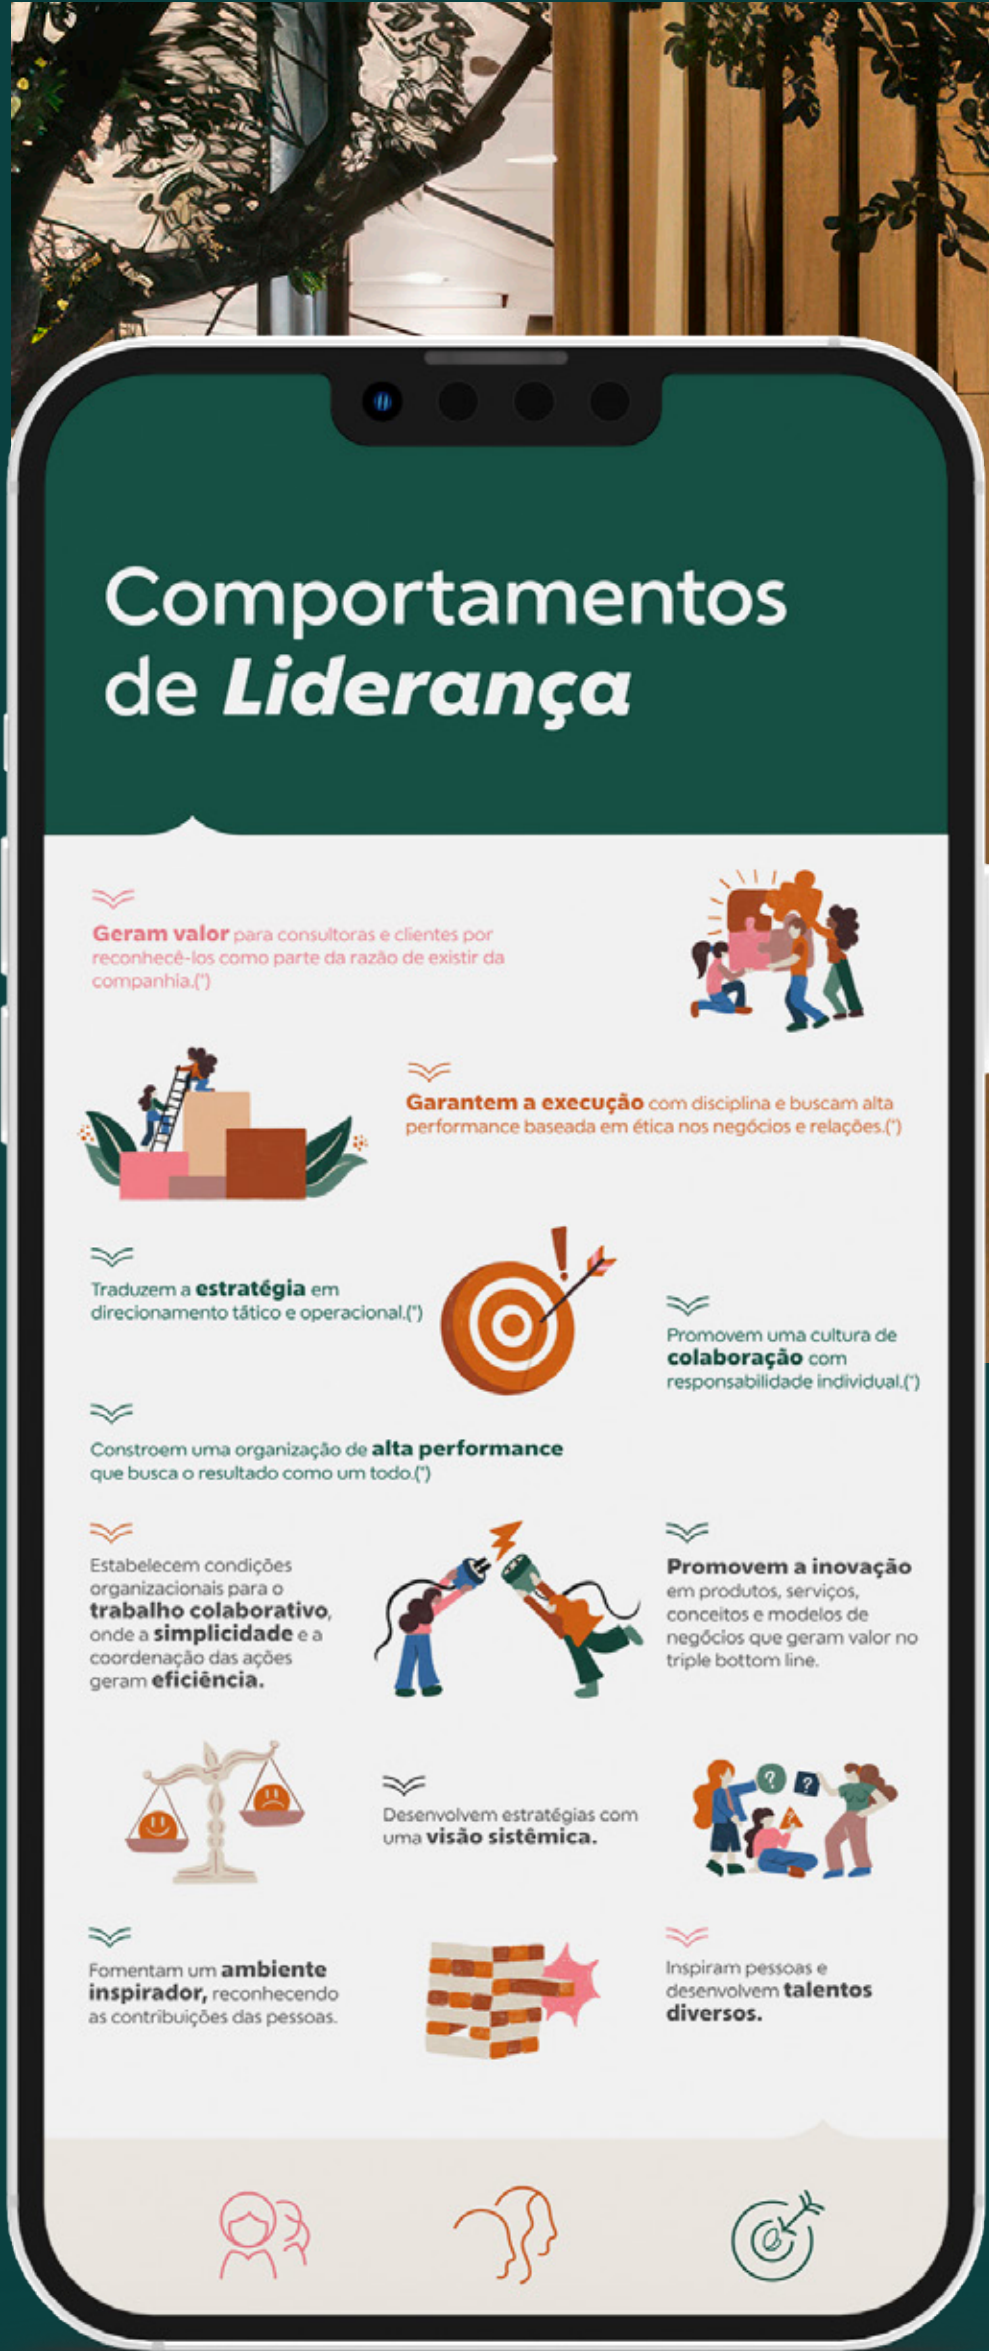 Comportamentos
de Liderança
Geram valor para consultoras e clientes por
reconhecê-los como parte da razão de existir da
companhia.(*)
Garantem a execução com disciplina e buscam alta
performance baseada em ética nos negócios e relações.(*)
Traduzem a estratégia em
direcionamento tático e operacional.(*)
Promovem uma cultura de
colaboração com
responsabilidade individual.(*)
Constroem uma organização de alta performance
que busca o resultado como um todo.(*)
Estabelecem condições
organizacionais para o
trabalho colaborativo,
onde a simplicidade e a
coordenação das ações
geram eficiência.
Promovem a inovação
em produtos, serviços,
conceitos e modelos de
negócios que geram valor no
triple bottom line.
?
?
Desenvolvem estratégias com
uma visão sistêmica.
Fomentam um ambiente
inspirador, reconhecendo
as contribuições das pessoas.
Inspiram pessoas e
desenvolvem talentos
diversos.